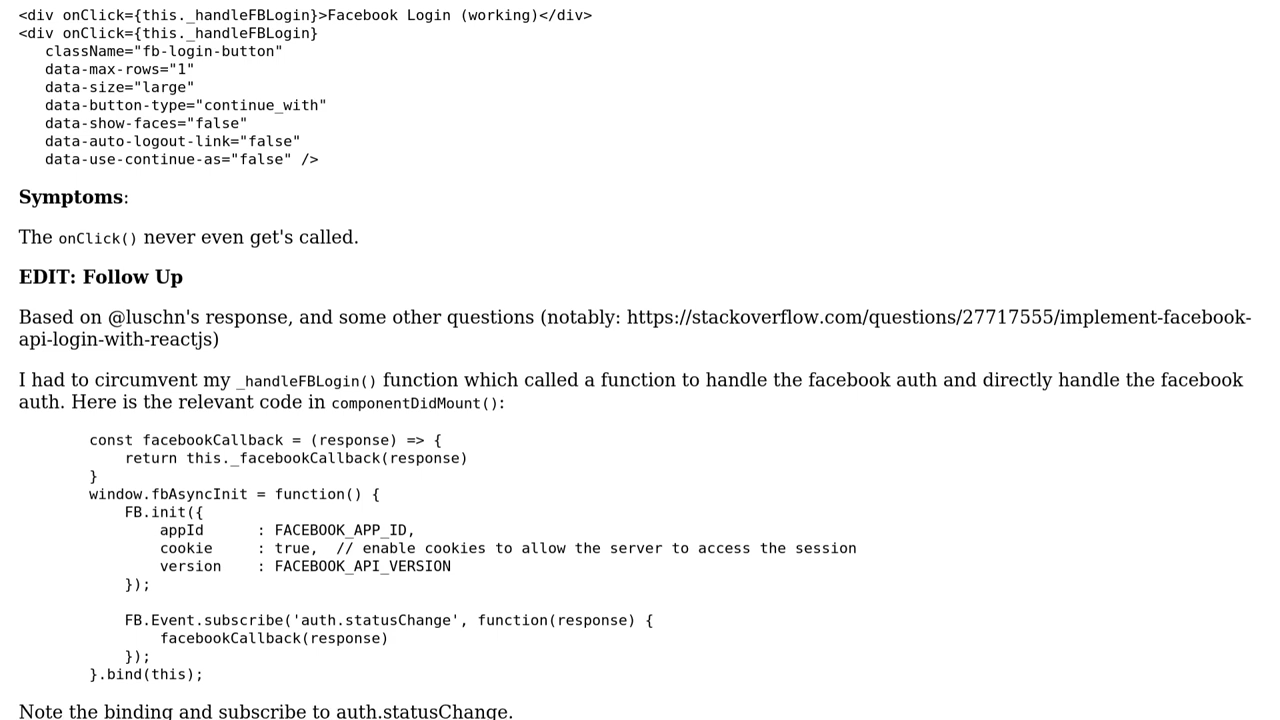 <div onClick={this._handleFBLogin}>Facebook Login (working)</div>
<div onClick={this._handleFBLogin}
   className="fb-login-button"
   data-max-rows="1"
   data-size="large"
   data-button-type="continue_with"
   data-show-faces="false"
   data-auto-logout-link="false"
   data-use-continue-as="false" />
Symptoms:
The onClick() never even get's called.
EDIT: Follow Up
Based on @luschn's response, and some other questions (notably: https://stackoverflow.com/questions/27717555/implement-facebook-
api-login-with-reactjs)
I had to circumvent my _handleFBLogin() function which called a function to handle the facebook auth and directly handle the facebook
auth. Here is the relevant code in componentDidMount():
        const facebookCallback = (response) => {
            return this._facebookCallback(response)
        }
        window.fbAsyncInit = function() {
            FB.init({
                appId      : FACEBOOK_APP_ID,
                cookie     : true,  // enable cookies to allow the server to access the session
                version    : FACEBOOK_API_VERSION
            });

            FB.Event.subscribe('auth.statusChange', function(response) {
                facebookCallback(response)
            });
        }.bind(this);
Note the binding and subscribe to auth.statusChange.